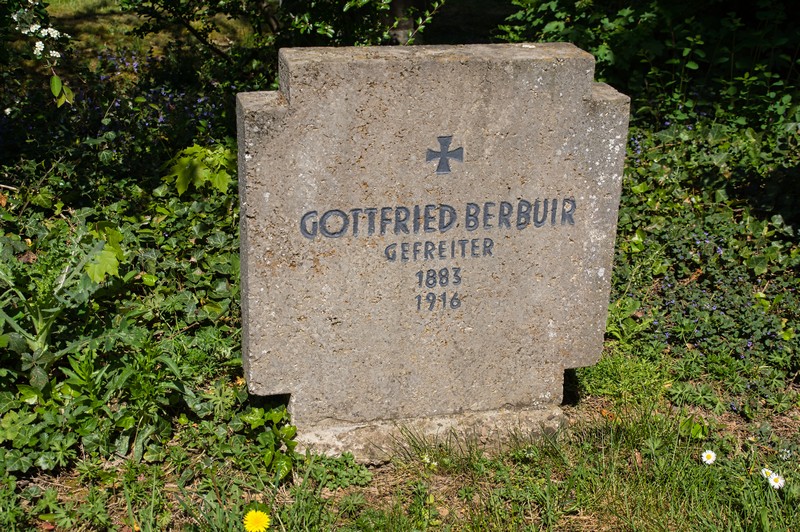 GOTTFRIED BERBUIR
GEFREITER
1883
1916